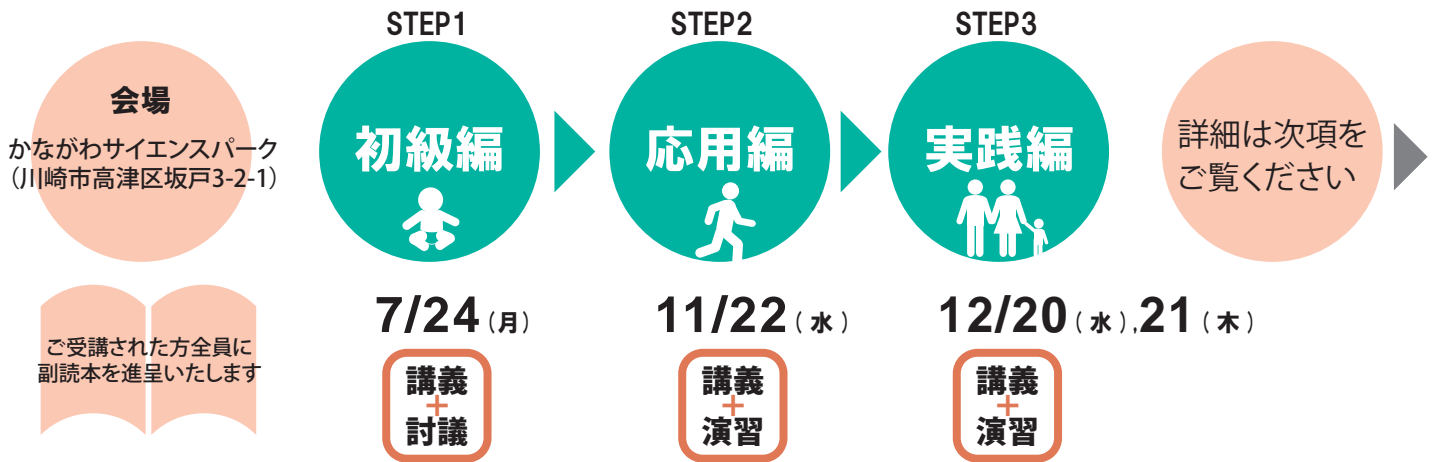 会場
かながわサイエンスパーク
（川崎市高津区坂戸3-2-1）
ご受講された方全員に
副読本を進呈いたします
STEP1
初級編
7/24（月）
講義
+
討議
STEP2
応用編
11/22（水）
講義
+
演習
STEP3
実践編
12/20（水）,21（木）
講義
+
演習
詳細は次項を
ご覧ください